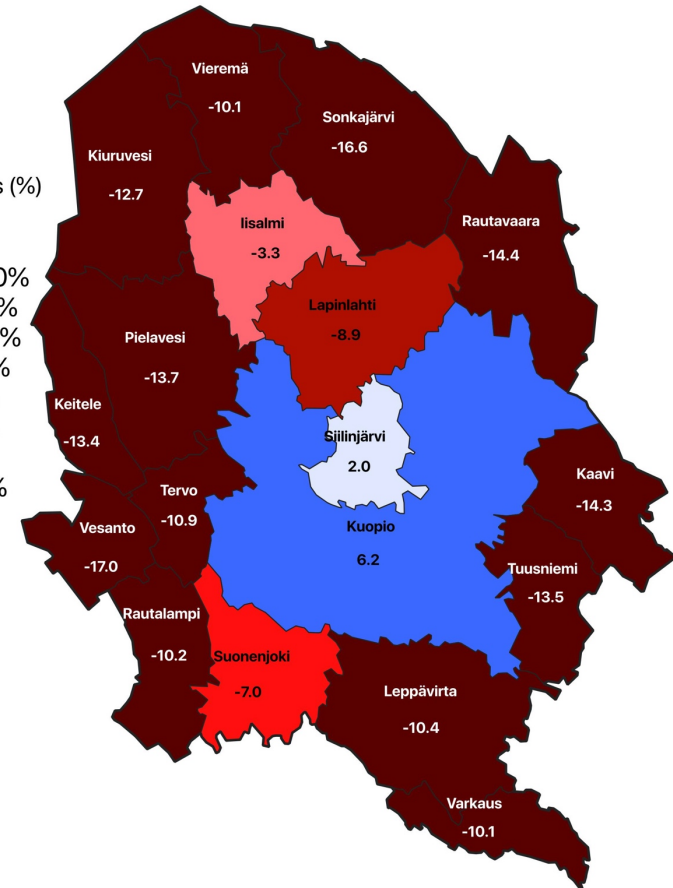 Vieremä
-10.1
Sonkajärvi
-16.6
Kiuruvesi
-12.7
(%)
Iisalmi
-3.3
Rautavaara
-14.4
Lapinlahti
-8.9
Pielavesi
-13.7
Keitele
-13.4
Siilinjärvi
2.0
Kaavi
-14.3
Tervo
-10.9
Vesanto
-17.0
Kuopio
6.2
Tuusniemi
-13.5
Rautalampi
-10.2
Suonenjoki
-7.0
Leppävirta
-10.4
Varkaus
-10.1